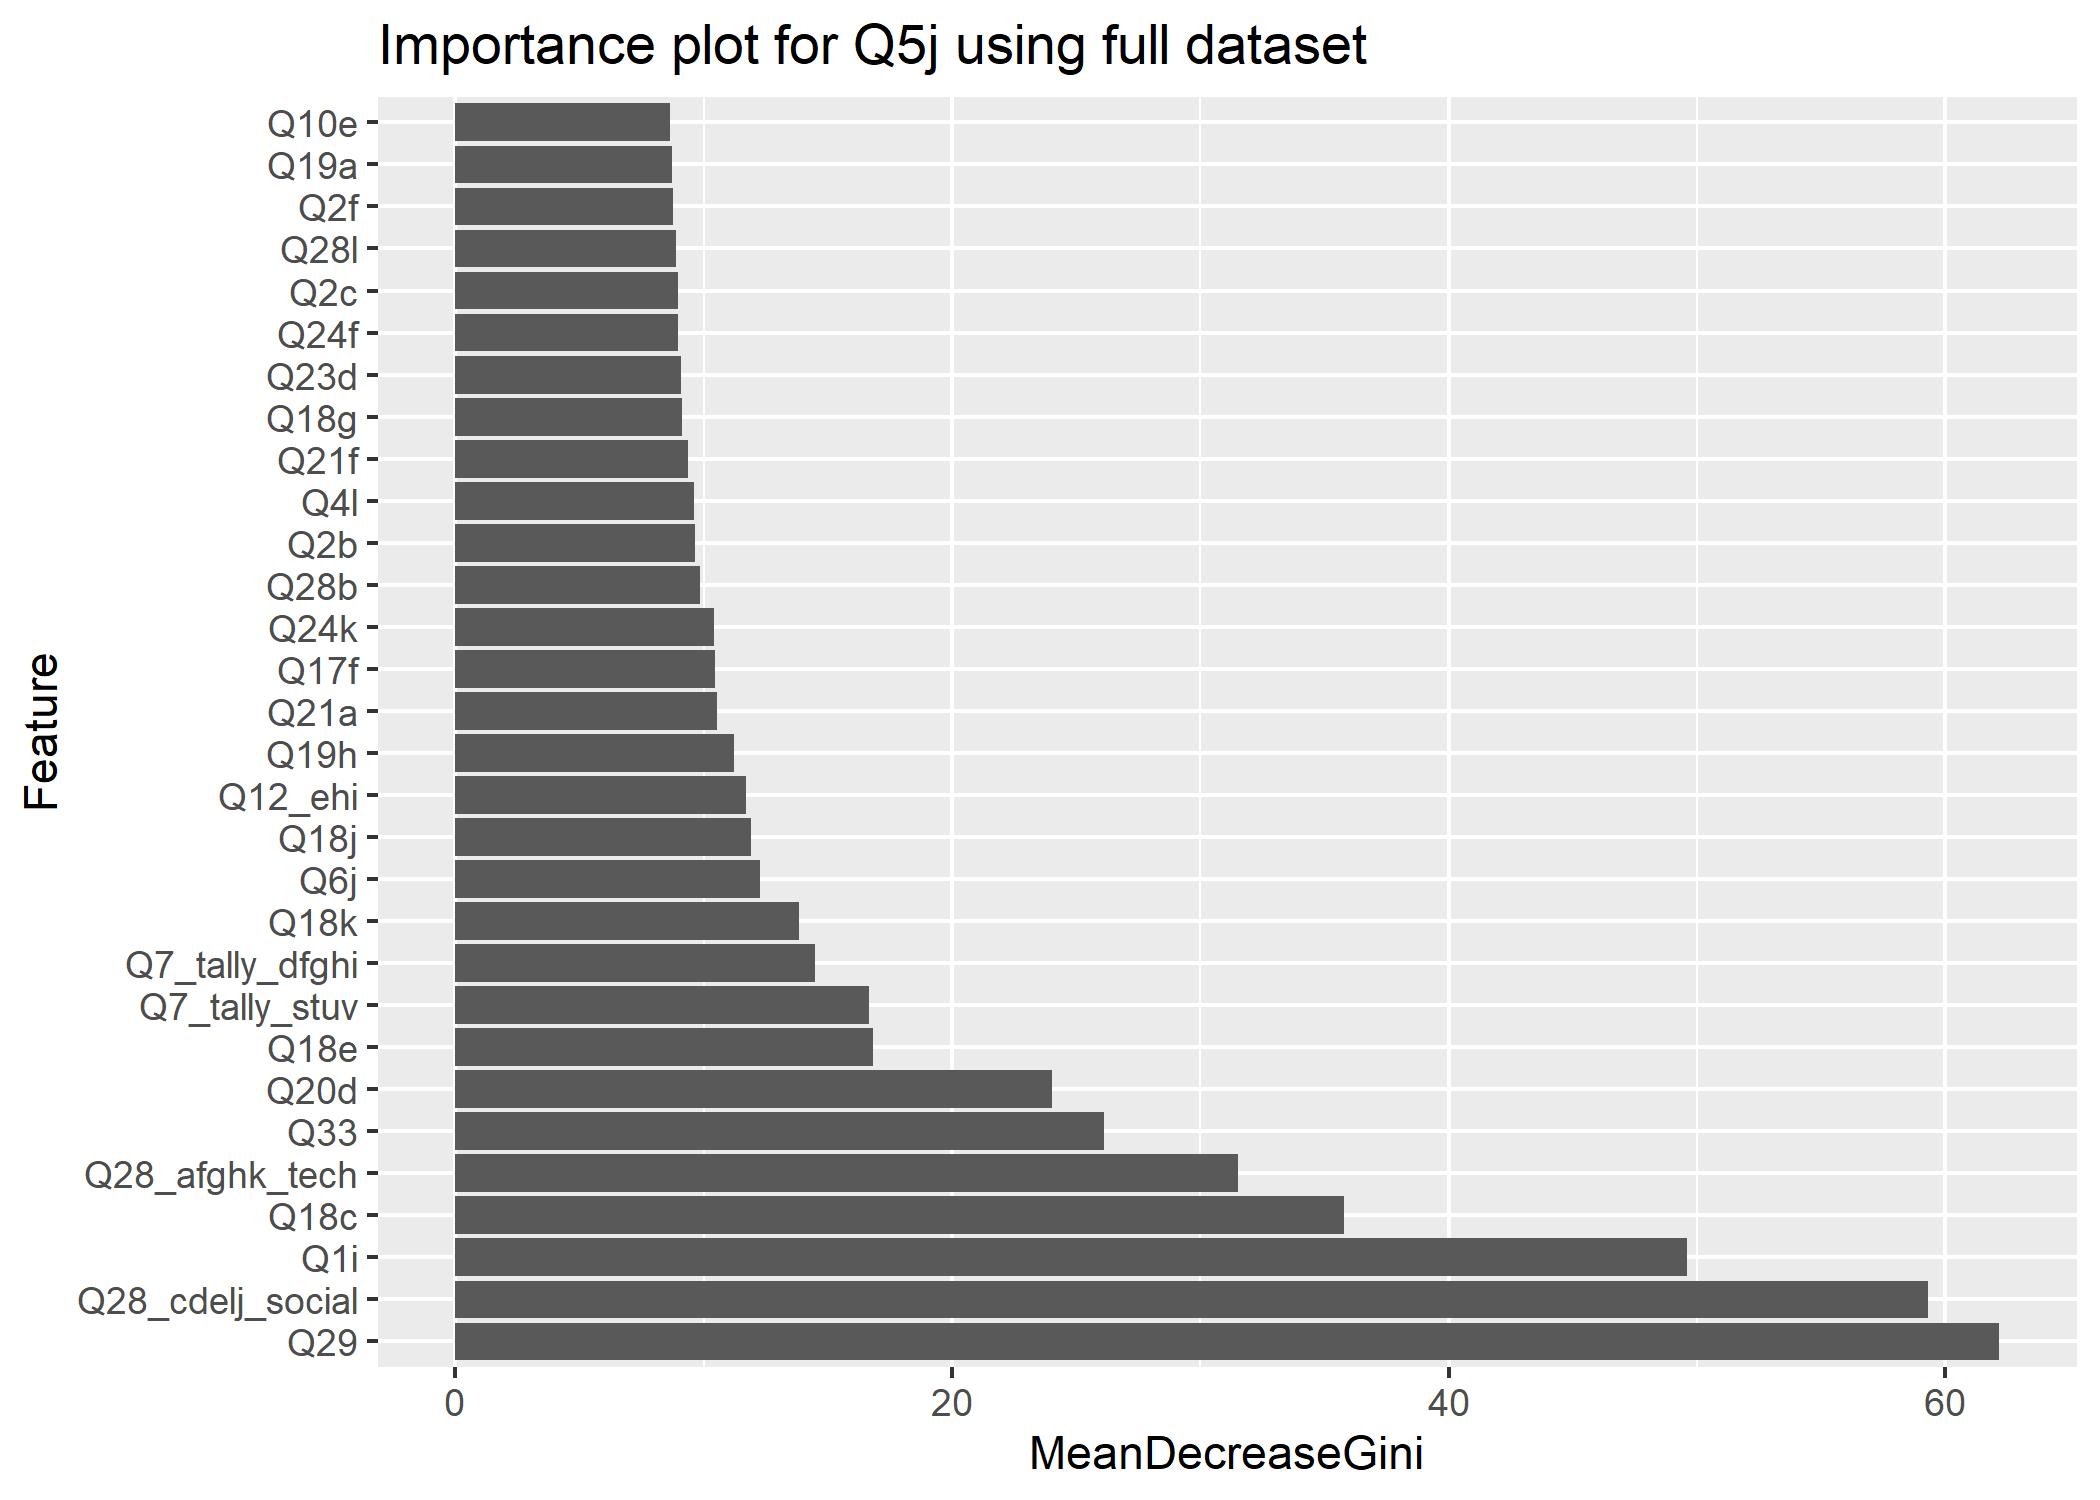 Importance plot for Q5j using full dataset
Q10e
Q19a
Q2f
Q28l
Q2c
Q24f
Q23d
Q18g
Q21f
Q4l
Q2b
Q28b
Q24k
Q17f
Q21a
Q19h
Q12_ehi
Q18j
Q6j
Q18k
Q7_tally_dfghi
Q7_tally_stuv
Q18e
Q20d
Q33
Q28_afghk_tech
Q18c
Q1i
Q28_cdelj_social
Q29
Feature
0 20 40 60
MeanDecreaseGini